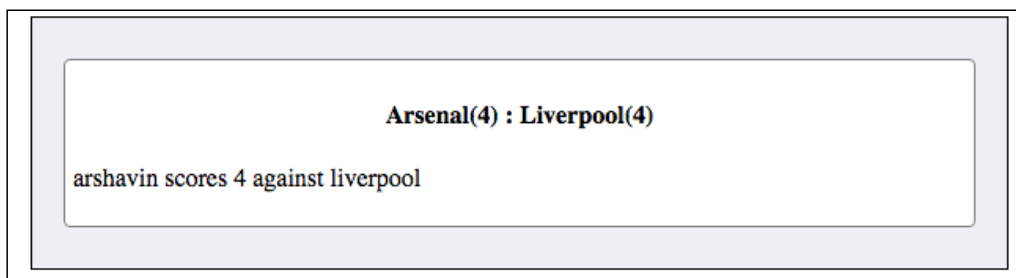 Arsenal(4) : Liverpool(4)
arshavin scores 4 against liverpool